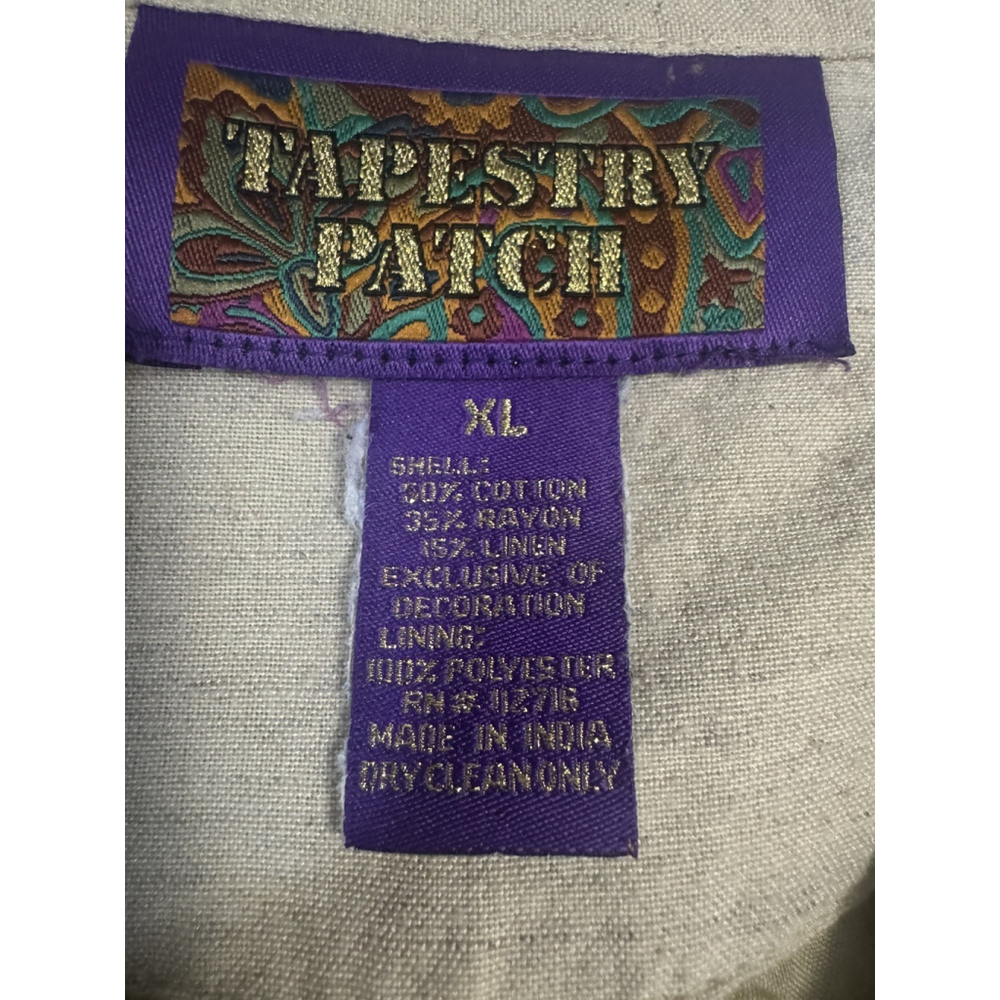 TAPESTRY
PATCH
XL
SHELL:
50% COTTON
35% RAYON
15% LINEN
EXCLUSIVE OF
DECORATION
LINING:
100% POLYESTER
RN# 112716
MADE IN INDIA
DRY CLEAN ONLY